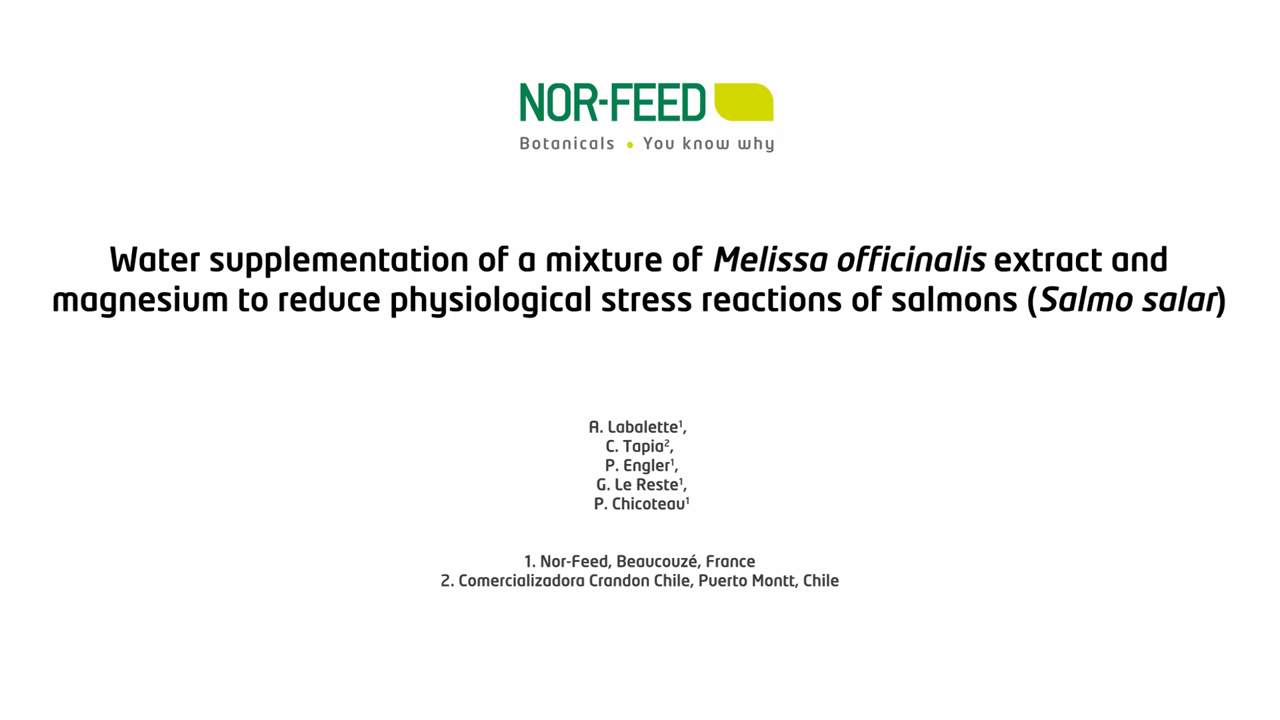 NOR-FEED
Botanicals • You know why
Water supplementation of a mixture of Melissa officinalis extract and
magnesium to reduce physiological stress reactions of salmons (Salmo salar)
A. Labalette¹,
C. Tapia²,
P. Engler¹,
G. Le Reste¹,
P. Chicoteau¹
1. Nor-Feed, Beaucouzé, France
2. Comercializadora Crandon Chile, Puerto Montt, Chile